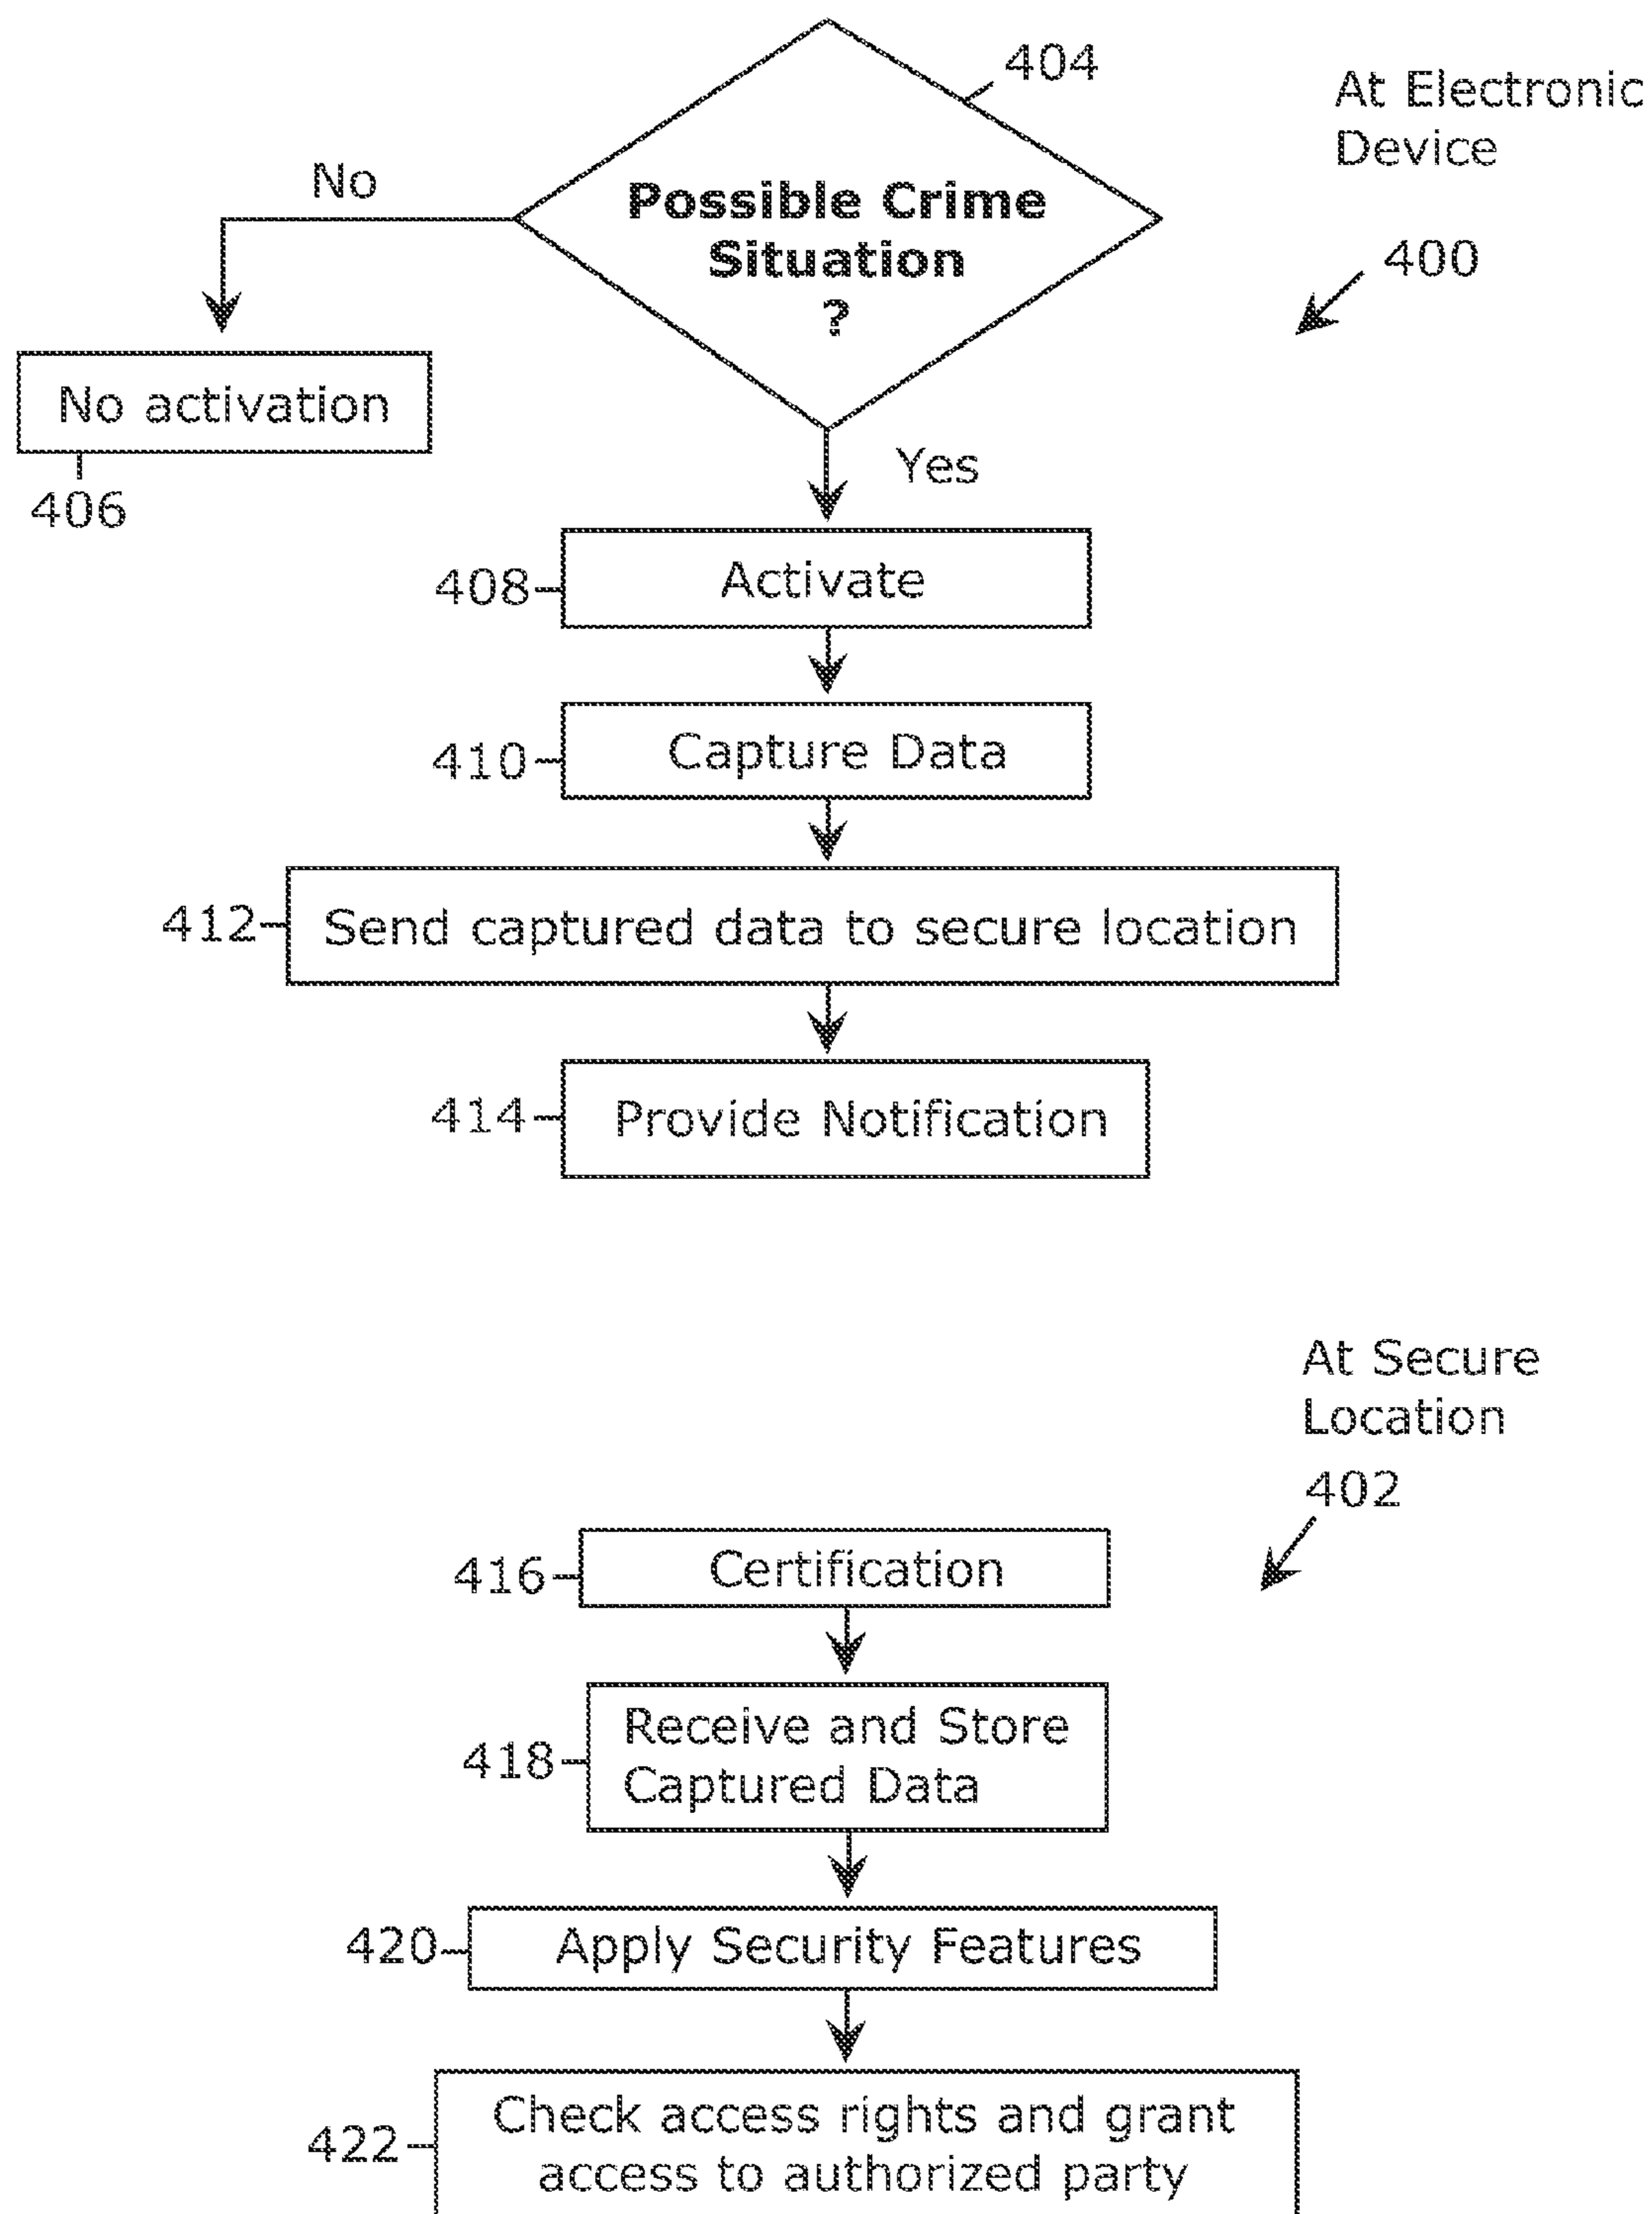 404
At Electronic
Device
400
No
Possible Crime
Situation
?
No activation
406
Yes
408
Activate
410
Capture Data
412
Send captured data to secure location
414
Provide Notification
At Secure
Location
402
416
Certification
418
Receive and Store
Captured Data
420
Apply Security Features
422
Check access rights and grant
access to authorized party